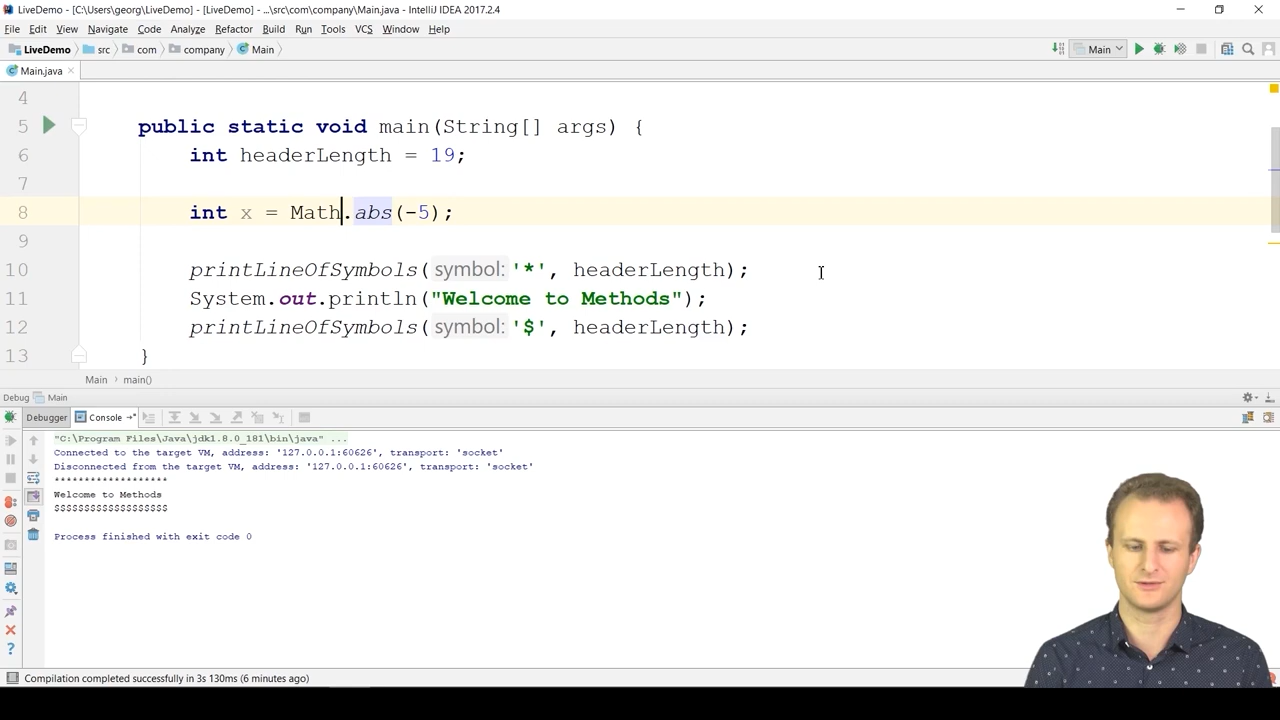 LiveDemo - [C:\Users\georg\LiveDemo] - [LiveDemo] - ...\src\com\company\Main.java - IntelliJ IDEA 2017.2.4
File Edit View Navigate Code Analyze Refactor Build Run Tools VCS Window Help
LiveDemo src com company Main Main
Main.java
4
5 public static void main(String[] args) {
6 int headerLength = 19;
7
8 int x = Math.abs(-5);
9
10 printLineOfSymbols( symbol: '*', headerLength);
11 System.out.println("Welcome to Methods");
12 printLineOfSymbols( symbol: '$', headerLength);
13 }
Main › main()
Debug Main
Debugger Console
"C:\Program Files\Java\jdk1.8.0_181\bin\java" ...
Connected to the target VM, address: '127.0.0.1:60626', transport: 'socket'
Disconnected from the target VM, address: '127.0.0.1:60626', transport: 'socket'
*******************
Welcome to Methods
$$$$$$$$$$$$$$$$$$$
Process finished with exit code 0
Compilation completed successfully in 3s 130ms (6 minutes ago)